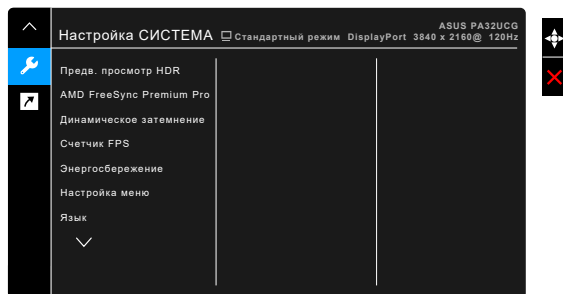 ASUS PA32UCG
Настройка СИСТЕМА Стандартный режим DisplayPort 3840 x 2160@ 120Hz
Предв. просмотр HDR
AMD FreeSync Premium Pro
Динамическое затемнение
Счетчик FPS
Энергосбережение
Настройка меню
Язык